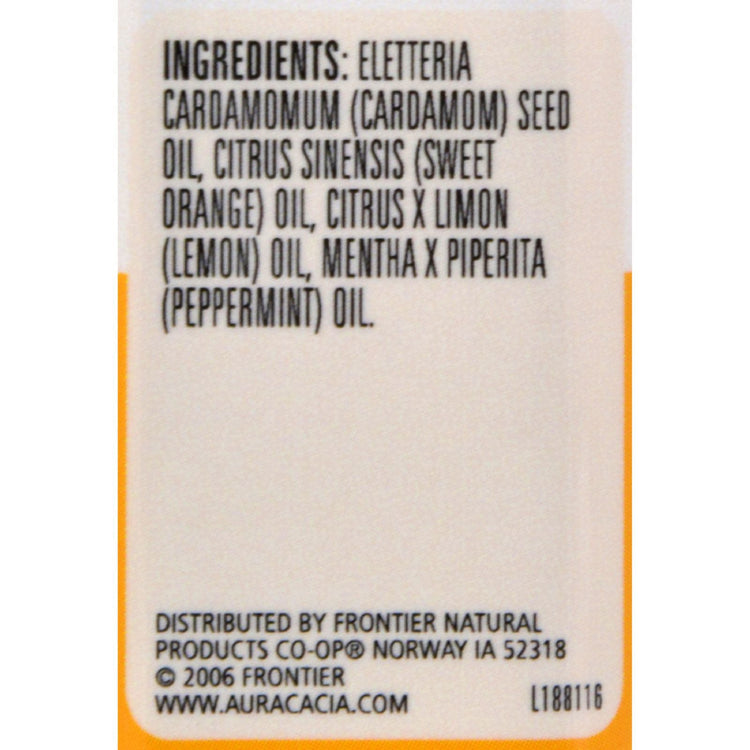 INGREDIENTS: ELETTERIA
CARDAMOMUM (CARDAMOM) SEED
OIL, CITRUS SINENSIS (SWEET
ORANGE) OIL, CITRUS X LIMON
(LEMON) OIL, MENTHA X PIPERITA
(PEPPERMINT) OIL.
DISTRIBUTED BY FRONTIER NATURAL
PRODUCTS CO-OP® NORWAY IA 52318
© 2006 FRONTIER
WWW.AURACACIA.COM
L188116